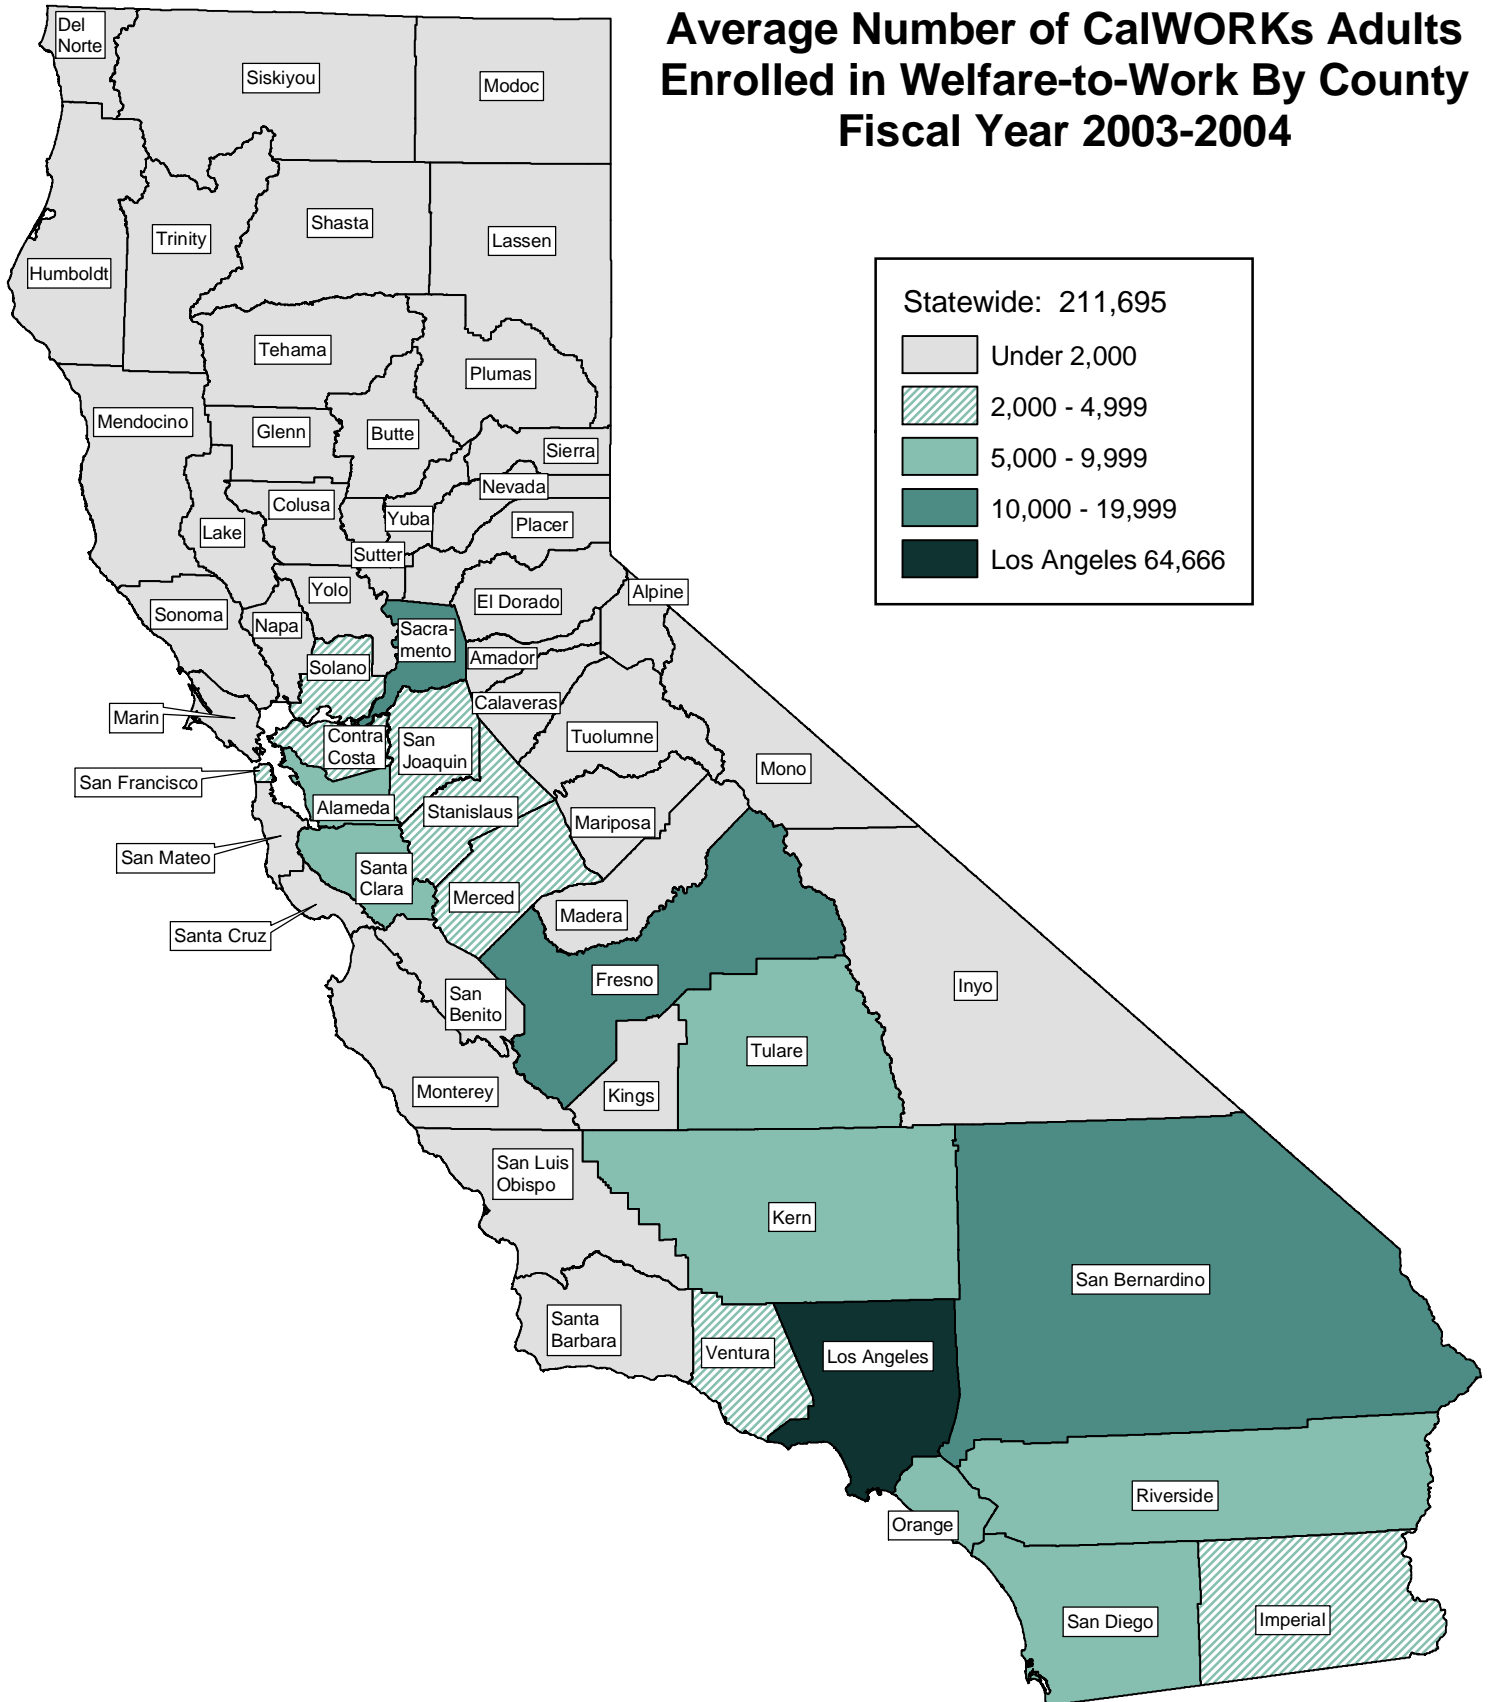 Average Number of CalWORKs Adults
Enrolled in Welfare-to-Work By County
Fiscal Year 2003-2004
Statewide: 211,695
Under 2,000
2,000 - 4,999
5,000 - 9,999
10,000 - 19,999
Los Angeles 64,666
Del
Norte
Siskiyou
Modoc
Humboldt
Trinity
Shasta
Lassen
Tehama
Plumas
Mendocino
Glenn
Butte
Sierra
Nevada
Lake
Colusa
Yuba
Placer
Sutter
Yolo
El Dorado
Alpine
Sonoma
Napa
Sacra-
mento
Solano
Amador
Calaveras
Marin
Contra
Costa
San
Joaquin
Tuolumne
Mono
San Francisco
Alameda
Stanislaus
Mariposa
San Mateo
Santa
Clara
Merced
Madera
Santa Cruz
Fresno
Inyo
San
Benito
Tulare
Monterey
Kings
San Luis
Obispo
Kern
San Bernardino
Santa
Barbara
Ventura
Los Angeles
Riverside
Orange
San Diego
Imperial